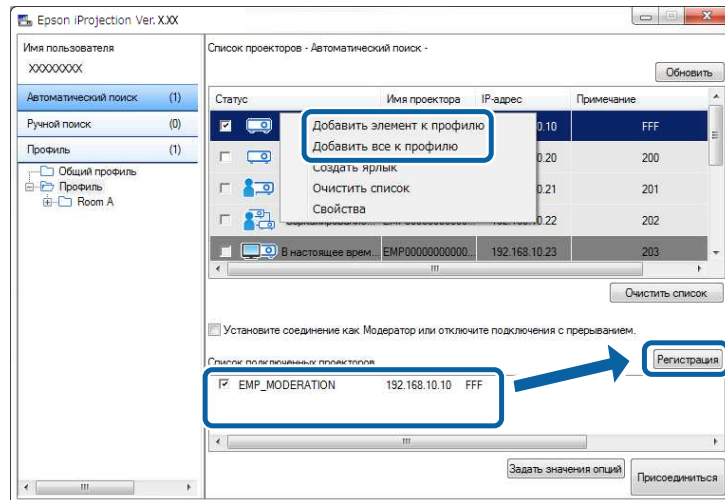 Epson iProjection Ver. X.XX
Имя пользователя
XXXXXXXX
Автоматический поиск (1)
Ручной поиск (0)
Профиль (1)
Общий профиль
Профиль
Room A
Список проекторов - Автоматический поиск -
Обновить
Статус Имя проектора IP-адрес Примечание
0.10 FFF
0.20 200
0.21 201
0.22 202
В настоящее врем... EMP00000000000... 192.168.10.23 203
Добавить элемент к профилю
Добавить все к профилю
Создать ярлык
Очистить список
Свойства
Очистить список
Установите соединение как Модератор или отключите подключения с прерыванием.
Список подключенных проекторов
Регистрация
EMP_MODERATION 192.168.10.10 FFF
Задать значения опций
Присоединиться